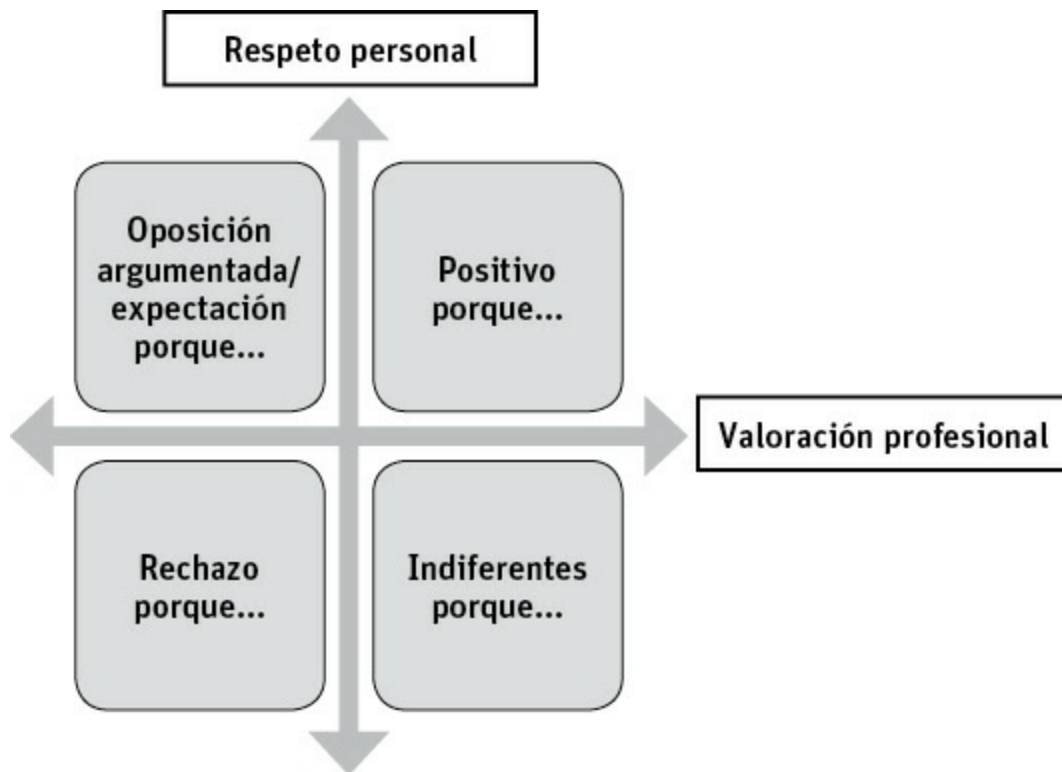 Respeto personal
Oposición
argumentada/
expectación
porque...
Positivo
porque...
Valoración profesional
Rechazo
porque...
Indiferentes
porque...